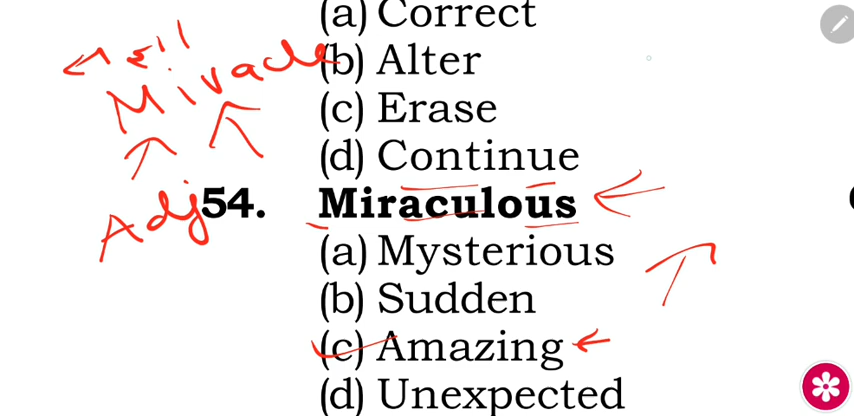 (a) Correct
(b) Alter
(c) Erase
(d) Continue
Miracle
Adj
54. Miraculous
(a) Mysterious
(b) Sudden
(c) Amazing
(d) Unexpected